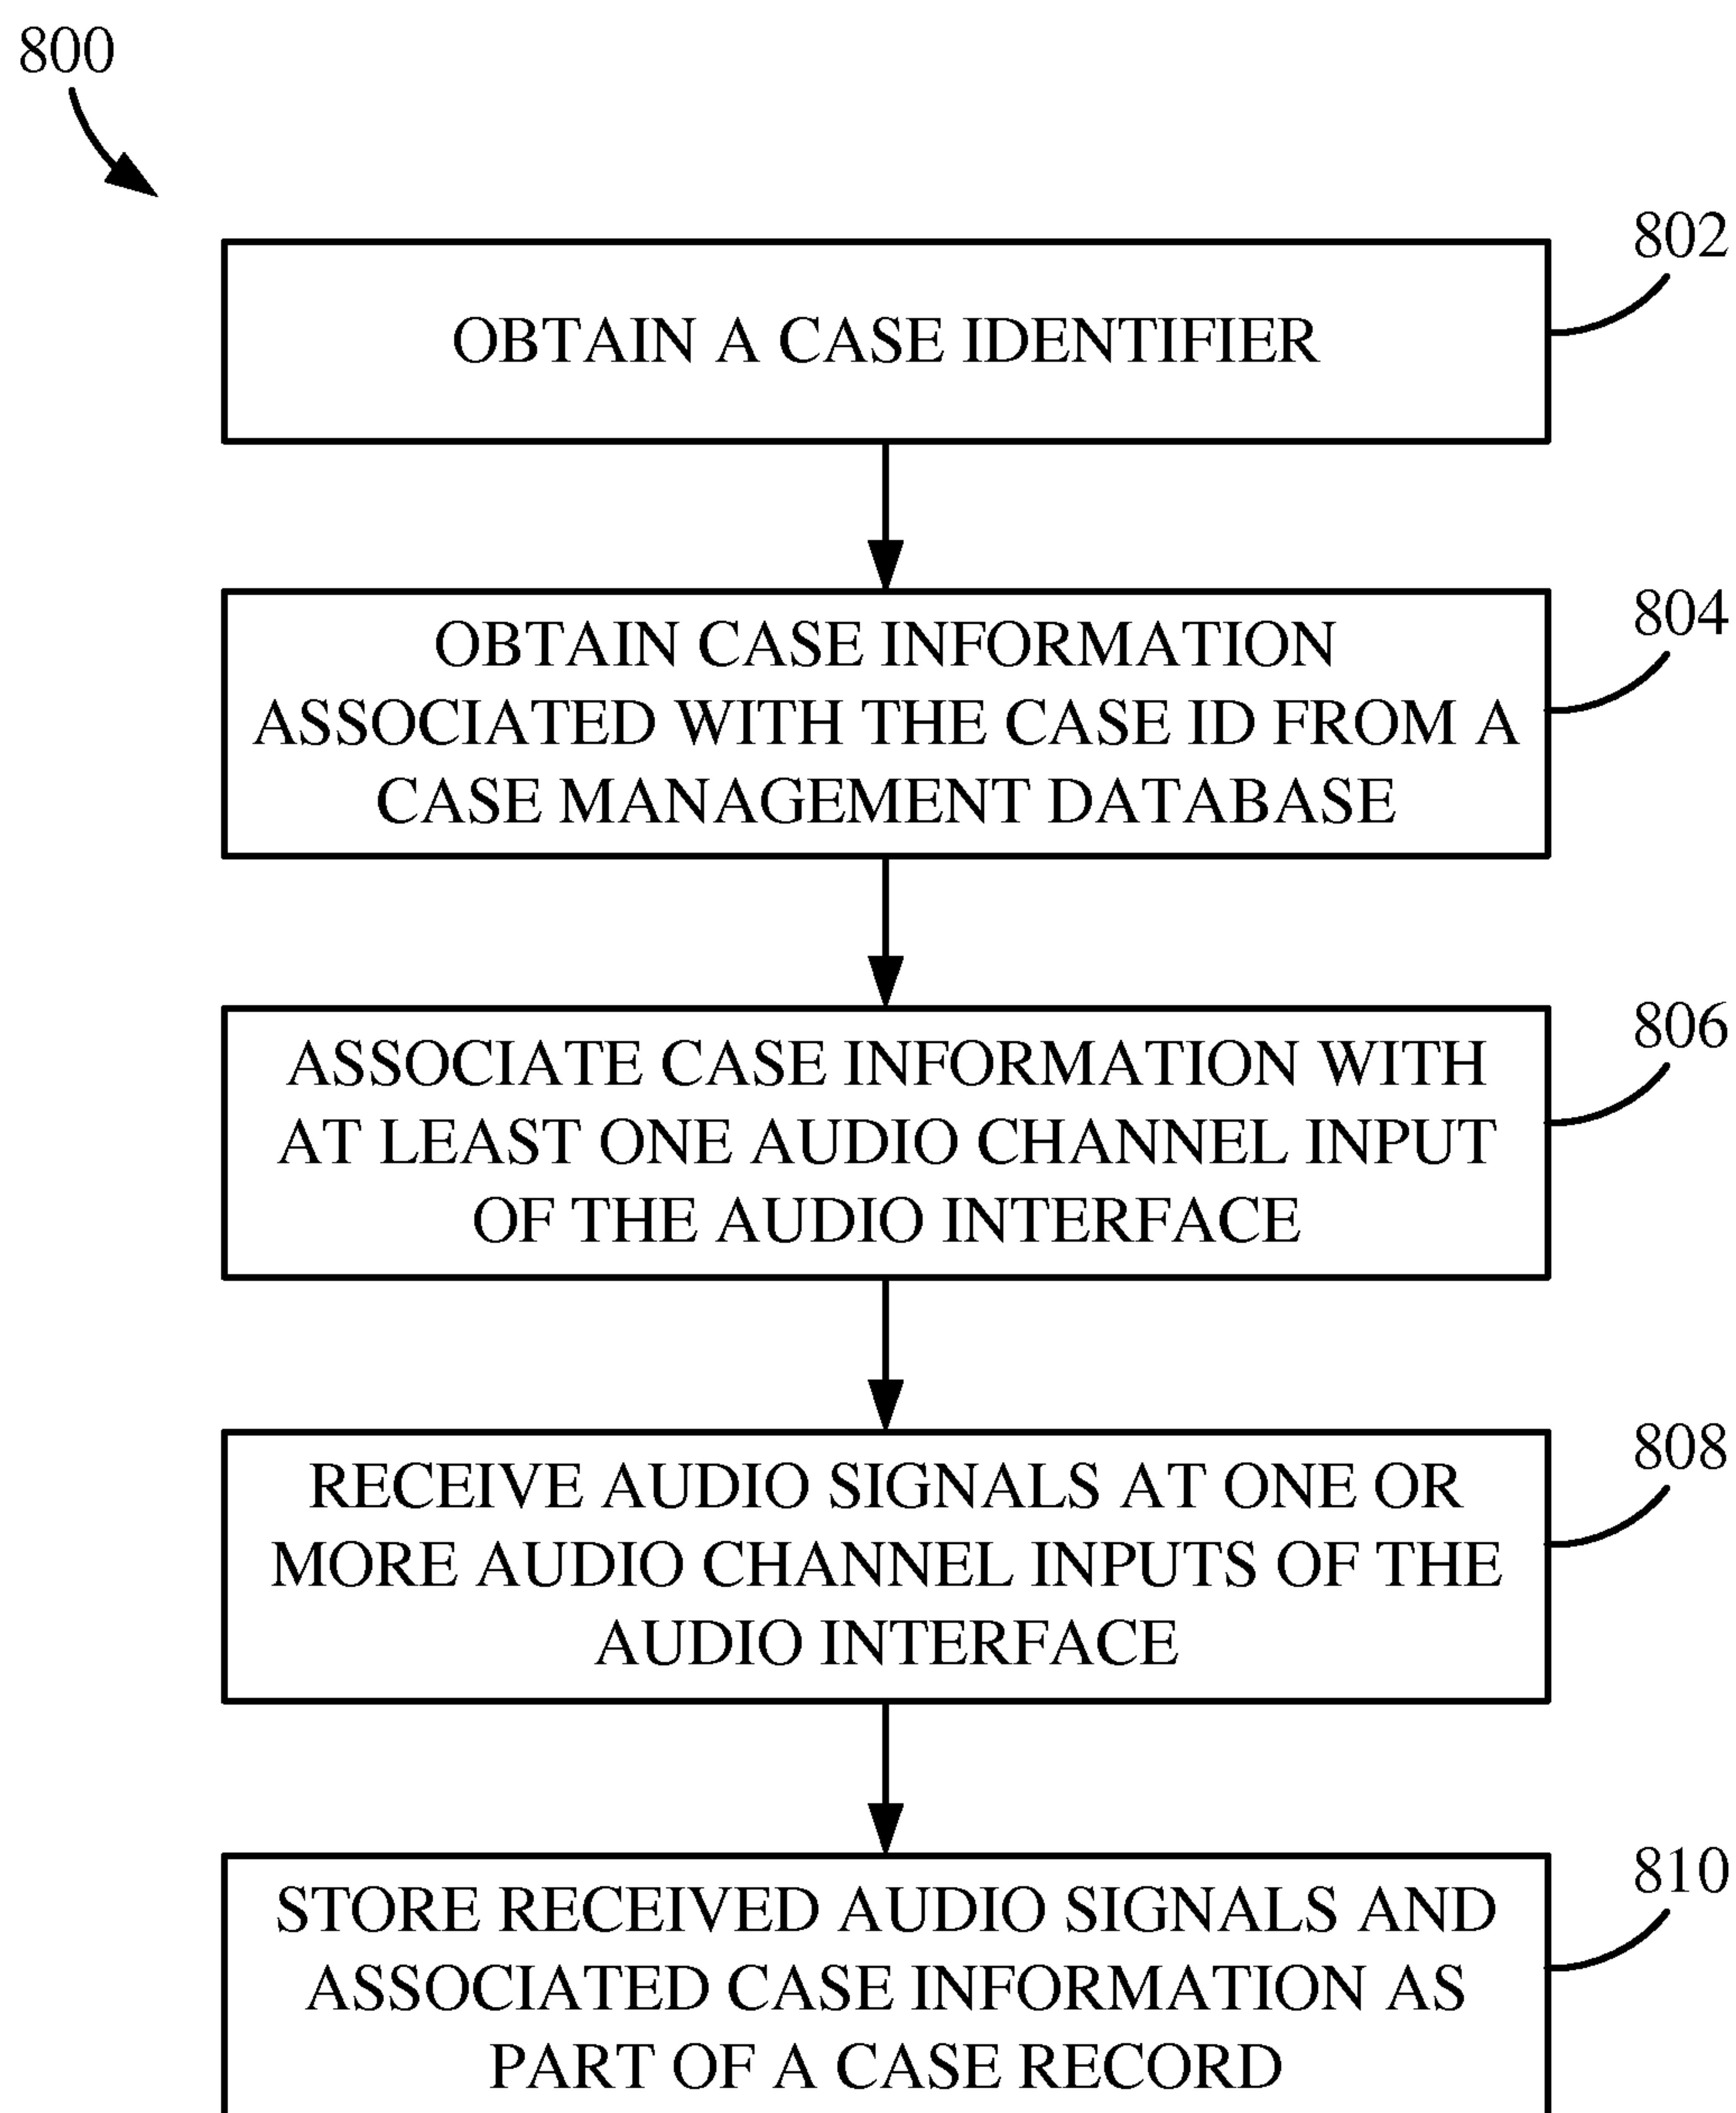 800
802
OBTAIN A CASE IDENTIFIER
804
OBTAIN CASE INFORMATION
ASSOCIATED WITH THE CASE ID FROM A
CASE MANAGEMENT DATABASE
806
ASSOCIATE CASE INFORMATION WITH
AT LEAST ONE AUDIO CHANNEL INPUT
OF THE AUDIO INTERFACE
808
RECEIVE AUDIO SIGNALS AT ONE OR
MORE AUDIO CHANNEL INPUTS OF THE
AUDIO INTERFACE
810
STORE RECEIVED AUDIO SIGNALS AND
ASSOCIATED CASE INFORMATION AS
PART OF A CASE RECORD